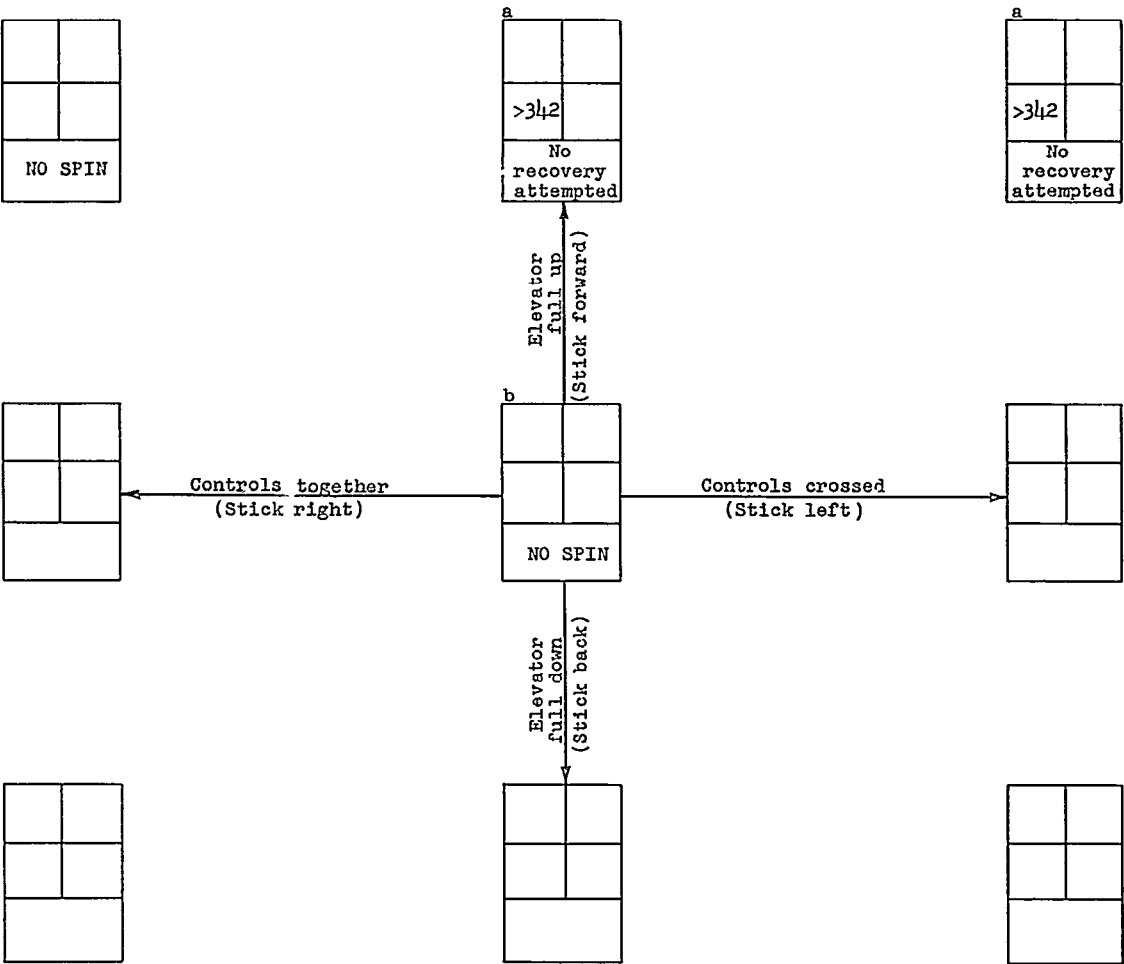 a
a
>342
>342
NO SPIN
No
recovery
attempted
No
recovery
attempted
Elevator
full up
(Stick forward)
b
Controls together
(Stick right)
Controls crossed
(Stick left)
NO SPIN
Elevator
full down
(Stick back)